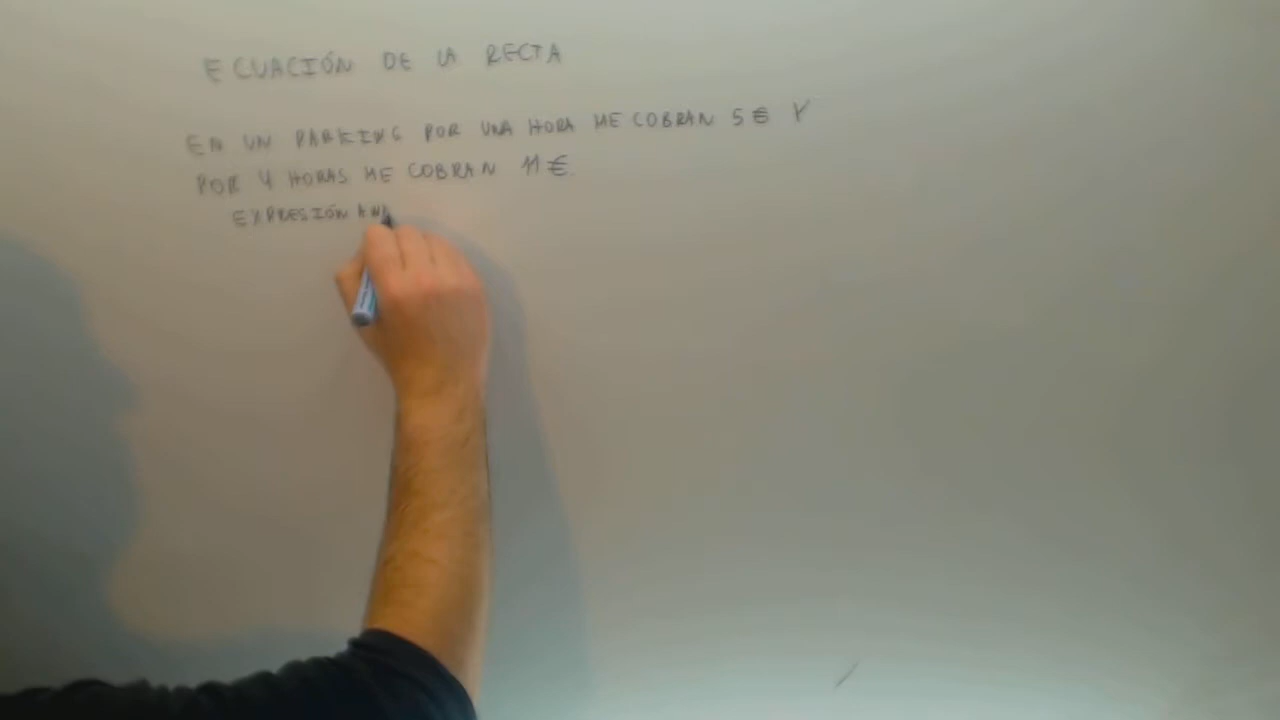 ECUACIÓN DE LA RECTA
EN UN PARKING POR UNA HORA ME COBRAN 5 € Y
POR 4 HORAS ME COBRAN 11 €.
EXPRESIÓN ANA